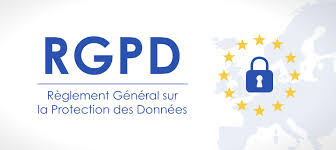 RGPD
Règlement Général sur
la Protection des Données